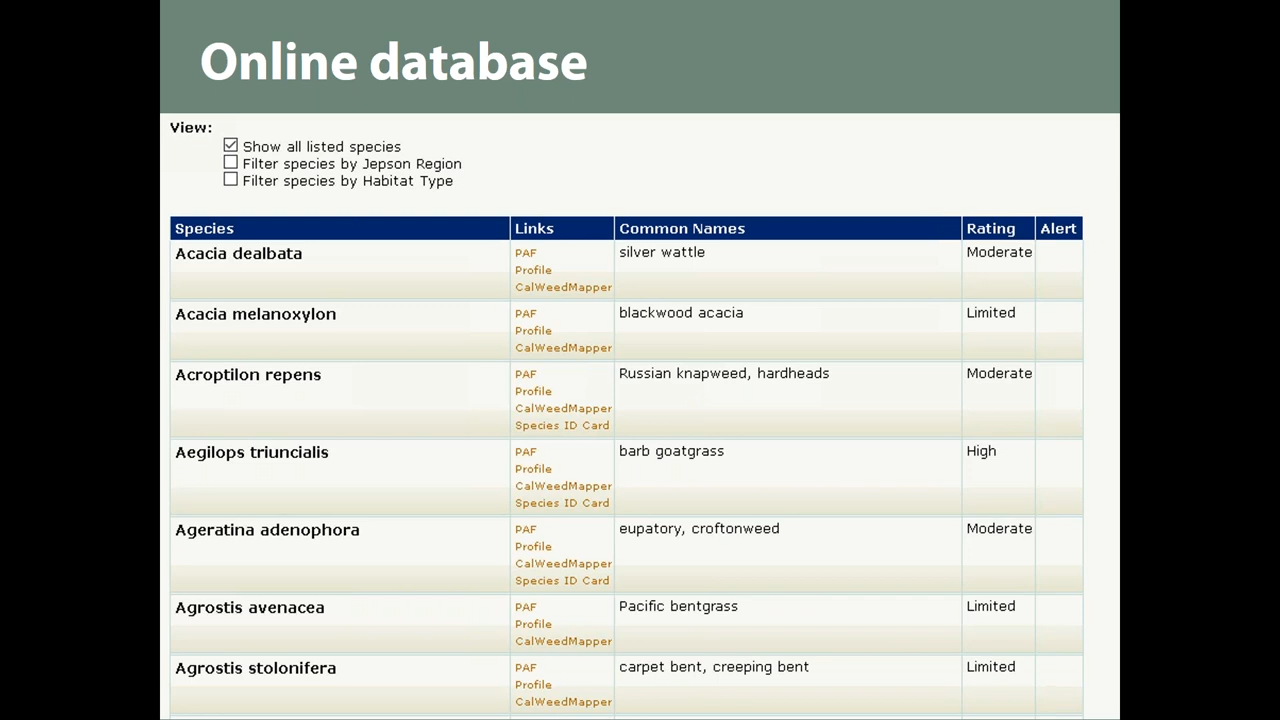 Online database
View:
Show all listed species
Filter species by Jepson Region
Filter species by Habitat Type
Species Links Common Names Rating Alert
Acacia dealbata PAF silver wattle Moderate
Profile
CalWeedMapper
Acacia melanoxylon PAF blackwood acacia Limited
Profile
CalWeedMapper
Acroptilon repens PAF Russian knapweed, hardheads Moderate
Profile
CalWeedMapper
Species ID Card
Aegilops triuncialis PAF barb goatgrass High
Profile
CalWeedMapper
Species ID Card
Ageratina adenophora PAF eupatory, croftonweed Moderate
Profile
CalWeedMapper
Species ID Card
Agrostis avenacea PAF Pacific bentgrass Limited
Profile
CalWeedMapper
Agrostis stolonifera PAF carpet bent, creeping bent Limited
Profile
CalWeedMapper